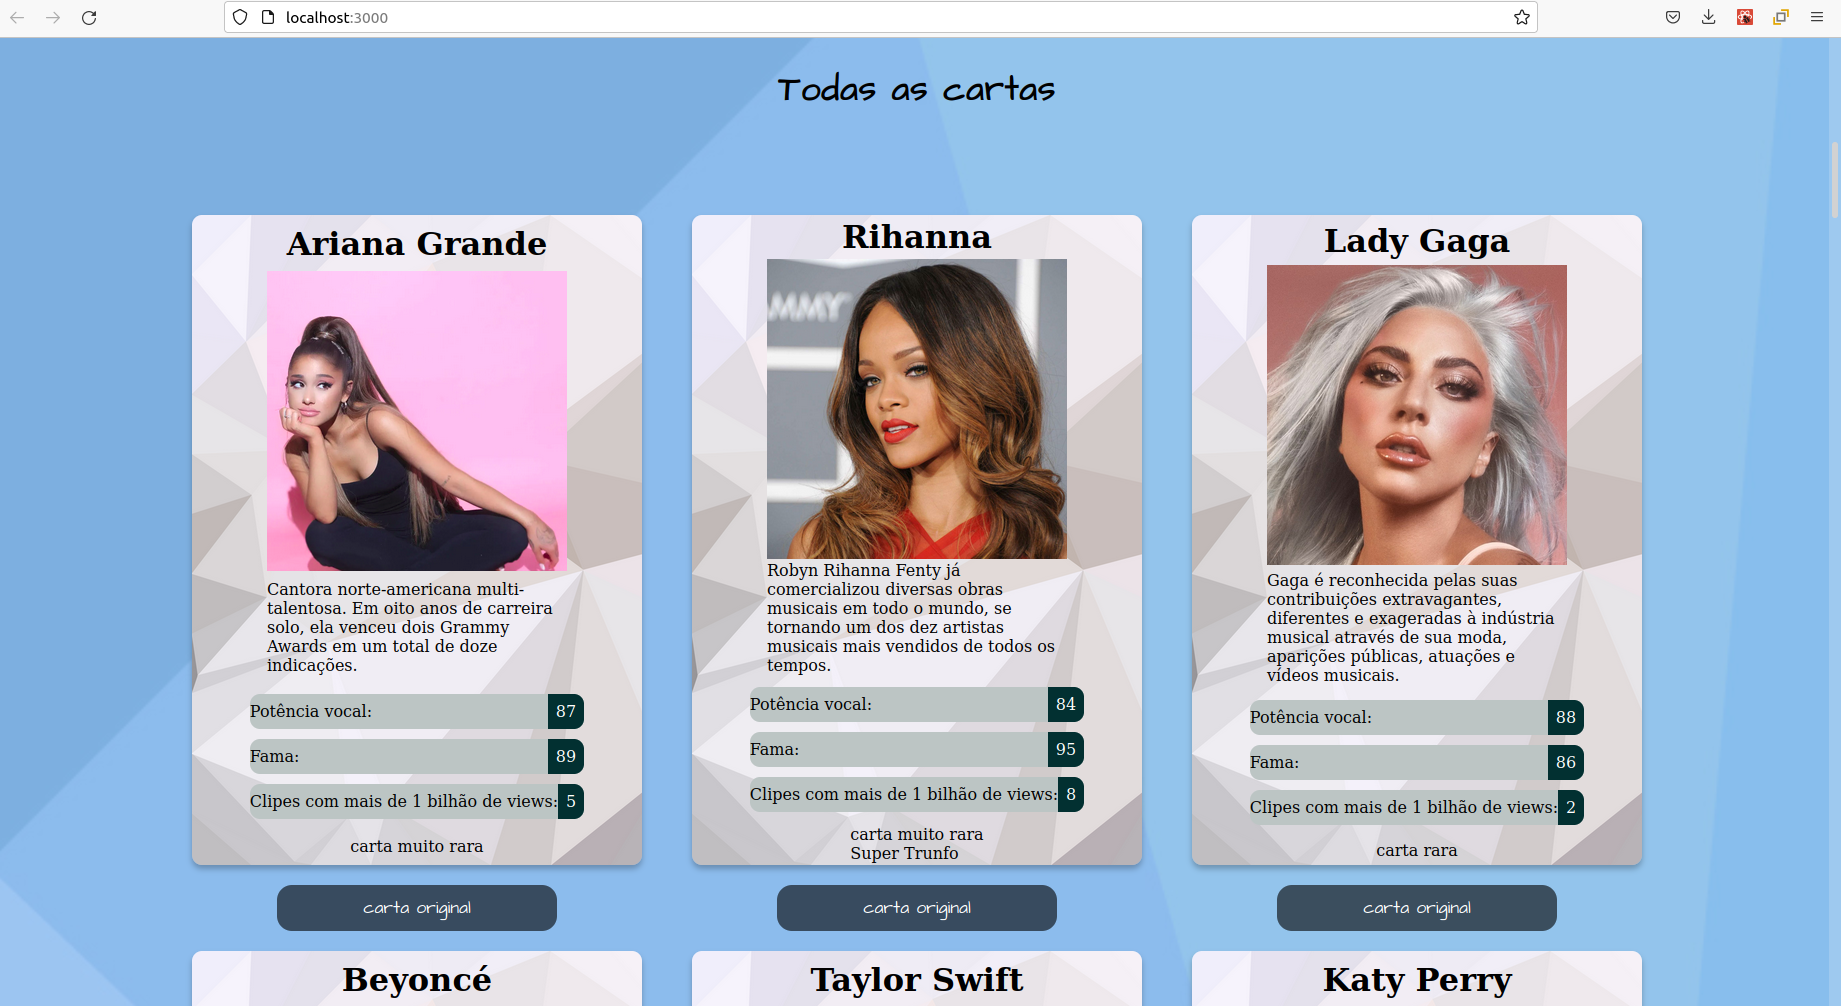 localhost:3000
Todas as cartas
Ariana Grande
Cantora norte-americana multi-
talentosa. Em oito anos de carreira
solo, ela venceu dois Grammy
Awards em um total de doze
indicações.
Potência vocal: 87
Fama: 89
Clipes com mais de 1 bilhão de views: 5
carta muito rara
carta original
Rihanna
Robyn Rihanna Fenty já
comercializou diversas obras
musicais em todo o mundo, se
tornando um dos dez artistas
musicais mais vendidos de todos os
tempos.
Potência vocal: 84
Fama: 95
Clipes com mais de 1 bilhão de views: 8
carta muito rara
Super Trunfo
carta original
Lady Gaga
Gaga é reconhecida pelas suas
contribuições extravagantes,
diferentes e exageradas à indústria
musical através de sua moda,
aparições públicas, atuações e
vídeos musicais.
Potência vocal: 88
Fama: 86
Clipes com mais de 1 bilhão de views: 2
carta rara
carta original
Beyoncé
Taylor Swift
Katy Perry